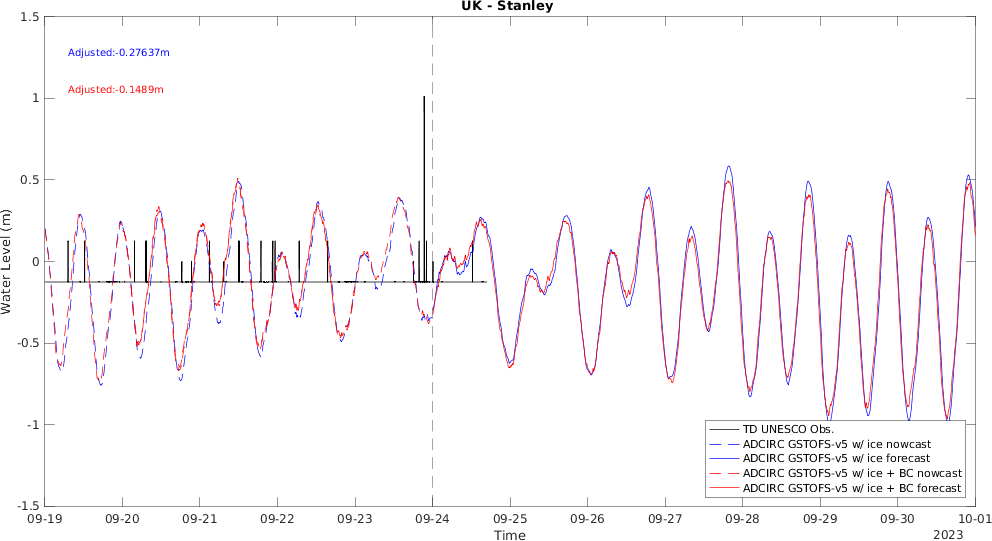 UK - Stanley
1.5
Adjusted:-0.27637m
Adjusted:-0.1489m
1
0.5
0
-0.5
-1
-1.5
Water Level (m)
TD UNESCO Obs.
ADCIRC GSTOFS-v5 w/ ice nowcast
ADCIRC GSTOFS-v5 w/ ice forecast
ADCIRC GSTOFS-v5 w/ ice + BC nowcast
ADCIRC GSTOFS-v5 w/ ice + BC forecast
09-19 09-20 09-21 09-22 09-23 09-24 09-25 09-26 09-27 09-28 09-29 09-30 10-01
Time
2023